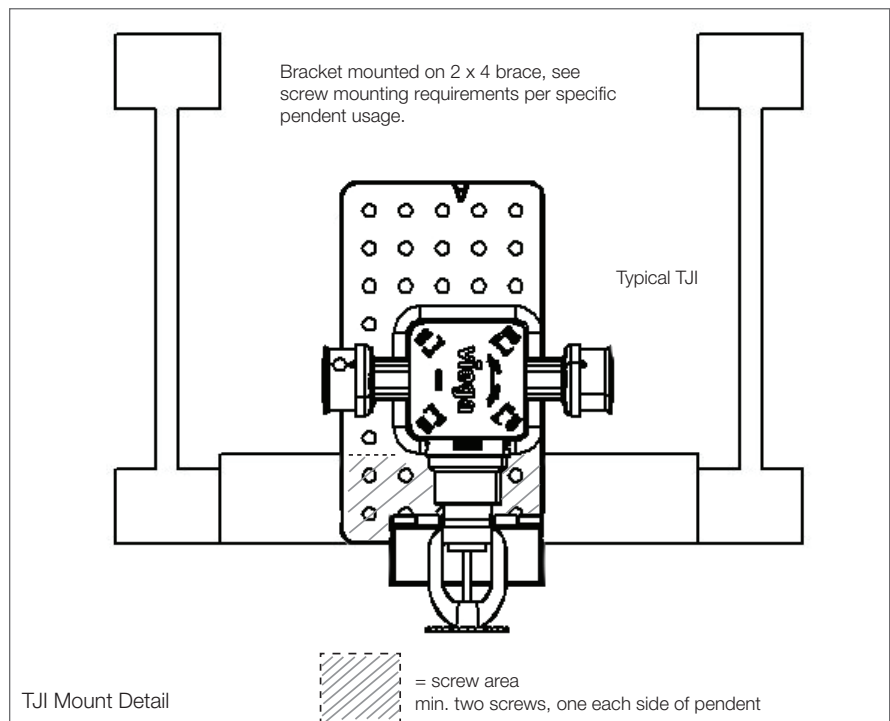 Bracket mounted on 2 x 4 brace, see
screw mounting requirements per specific
pendent usage.
Typical TJI
viega
= screw area
min. two screws, one each side of pendent
TJI Mount Detail